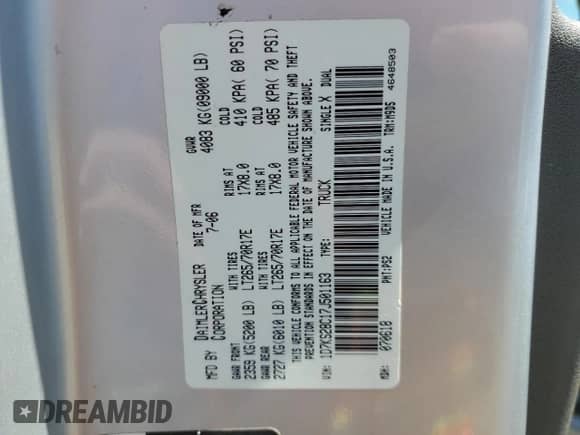 MFD BY DAIMLERCHRYSLER CORPORATION
DATE OF MFR 7-06
GVWR 4083 KG(09000 LB)
GAWR FRONT WITH TIRES RIMS AT COLD
2359 KG(5200 LB) LT265/70R17E 17X8.0 410 KPA( 60 PSI)
GAWR REAR WITH TIRES RIMS AT COLD
2727 KG(6010 LB) LT265/70R17E 17X8.0 485 KPA( 70 PSI)
THIS VEHICLE CONFORMS TO ALL APPLICABLE FEDERAL MOTOR VEHICLE SAFETY AND THEFT
PREVENTION STANDARDS IN EFFECT ON THE DATE OF MANUFACTURE SHOWN ABOVE.
VIN: 1D7KS28C17J501163 TYPE: TRUCK SINGLE X DUAL
MDH: 070618 PNT:PS2 VEHICLE MADE IN U.S.A. TRM:M9D5 4648503
DREAMBID